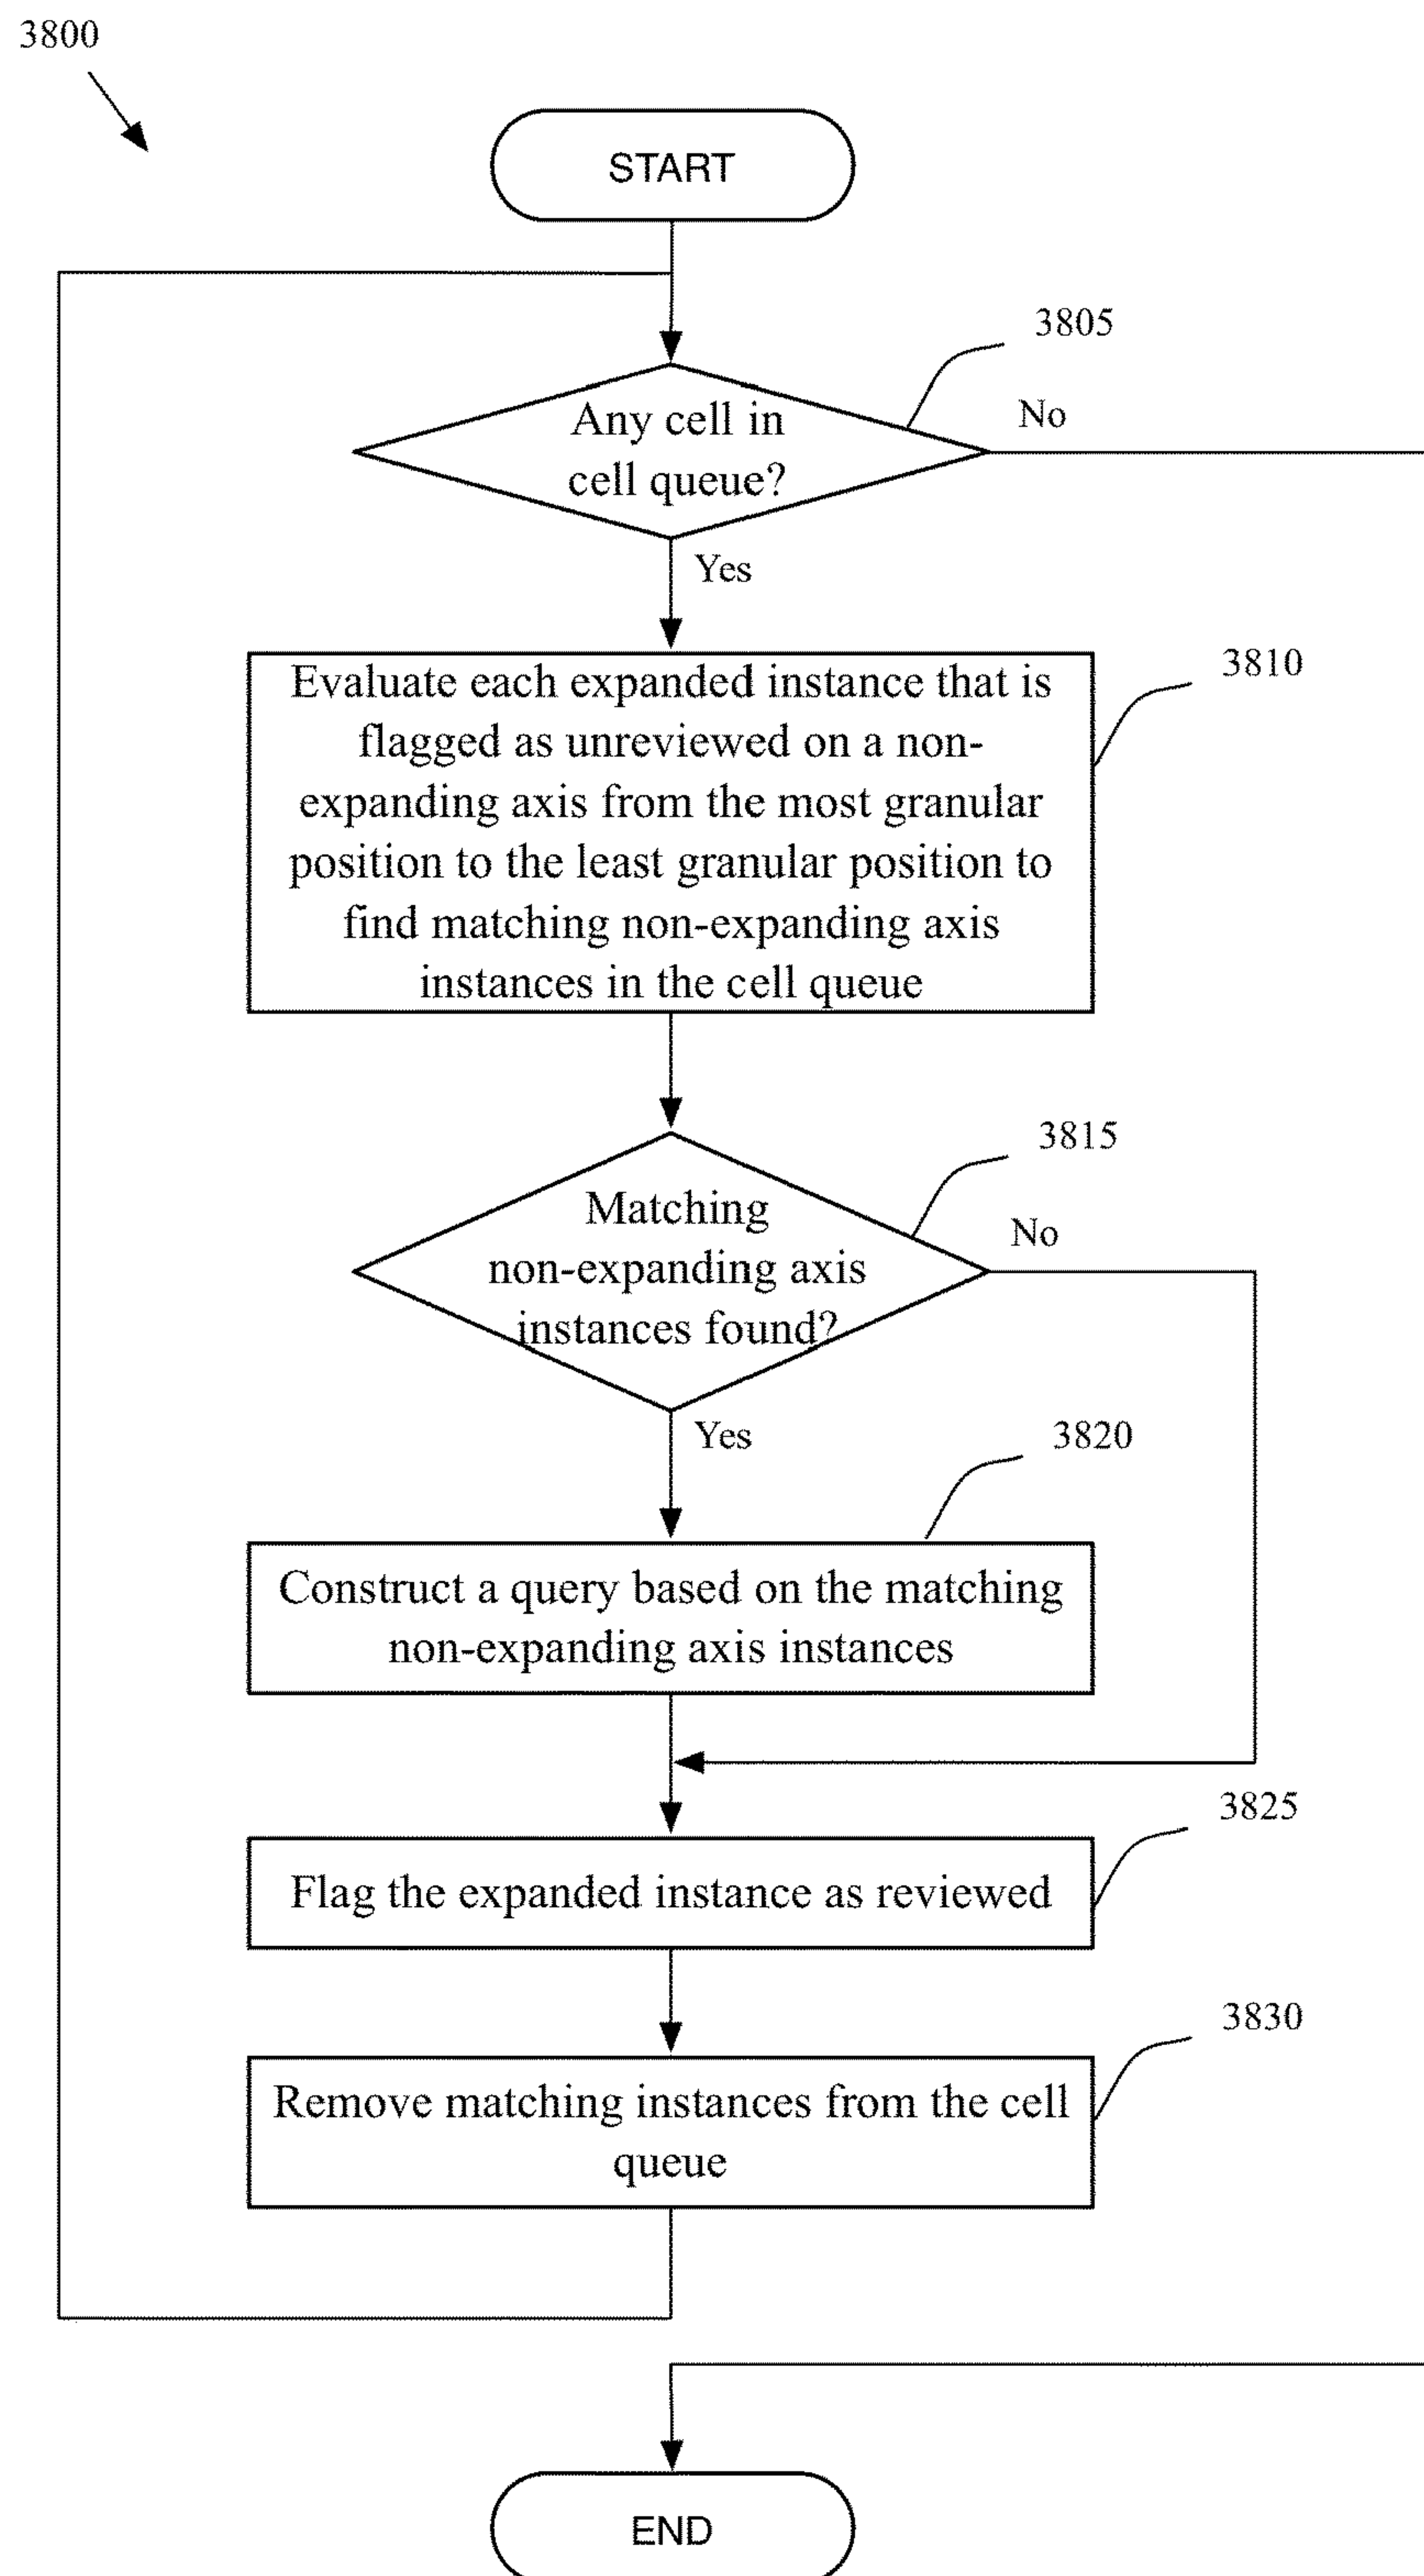 3800
START
3805
Any cell in
cell queue?
No
Yes
3810
Evaluate each expanded instance that is
flagged as unreviewed on a non-
expanding axis from the most granular
position to the least granular position to
find matching non-expanding axis
instances in the cell queue
3815
Matching
non-expanding axis
instances found?
No
Yes
3820
Construct a query based on the matching
non-expanding axis instances
3825
Flag the expanded instance as reviewed
3830
Remove matching instances from the cell
queue
END